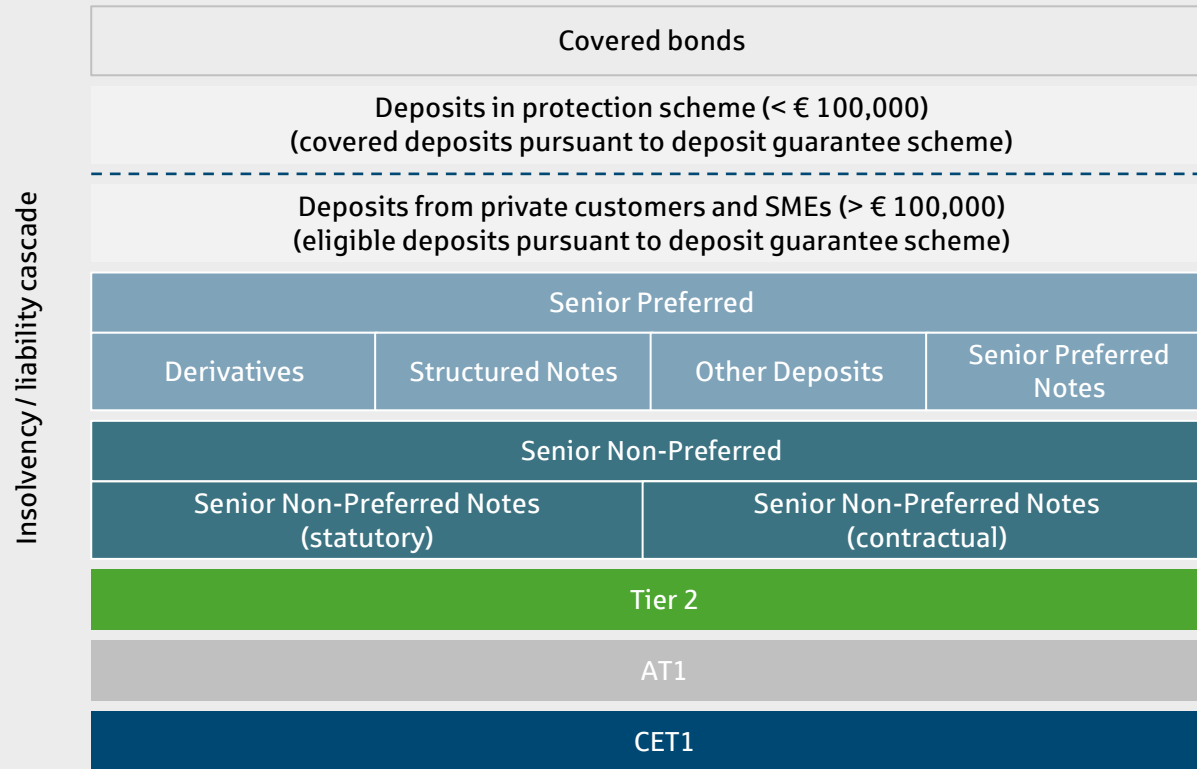 Insolvency / liability cascade
Covered bonds
Deposits in protection scheme (< € 100,000)
(covered deposits pursuant to deposit guarantee scheme)
Deposits from private customers and SMEs (> € 100,000)
(eligible deposits pursuant to deposit guarantee scheme)
Senior Preferred
Derivatives
Structured Notes
Other Deposits
Senior Preferred
Notes
Senior Non-Preferred
Senior Non-Preferred Notes
(statutory)
Senior Non-Preferred Notes
(contractual)
Tier 2
AT1
CET1